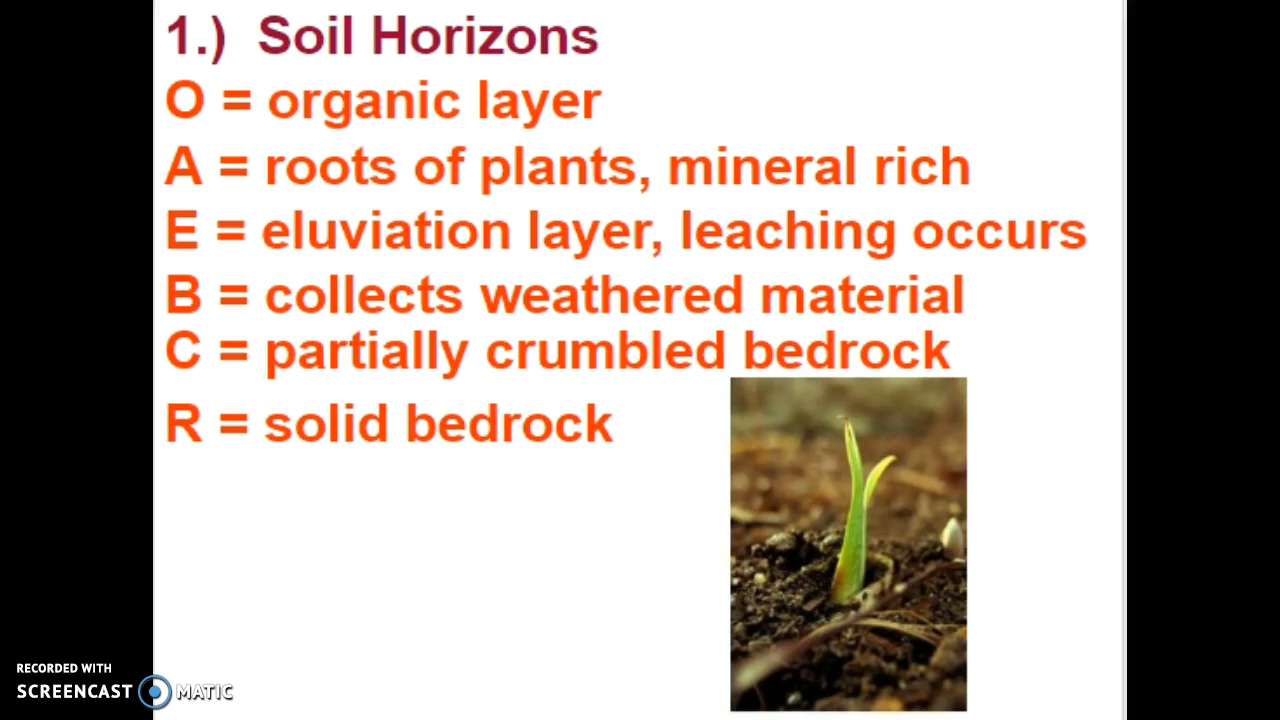 1.) Soil Horizons
O = organic layer
A = roots of plants, mineral rich
E = eluviation layer, leaching occurs
B = collects weathered material
C = partially crumbled bedrock
R = solid bedrock
RECORDED WITH
SCREENCAST MATIC